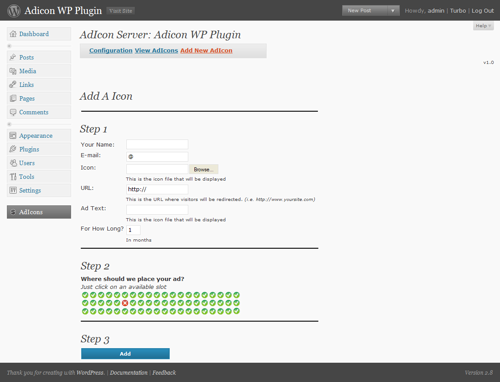 Adicon WP Plugin Visit Site
New Post Howdy, admin | Turbo | Log Out
Help
Dashboard
Posts
Media
Links
Pages
Comments
Appearance
Plugins
Users
Tools
Settings
AdIcons
AdIcon Server: Adicon WP Plugin
Configuration View AdIcons Add New AdIcon
v1.0
Add A Icon
Step 1
Your Name:
E-mail: @
Icon: Browse...
This is the icon file that will be displayed
URL: http://
This is the URL where visitors will be redirected. (i.e. http://www.yoursite.com)
Ad Text:
This is the icon file that will be displayed
For How Long? 1
In months
Step 2
Where should we place your ad?
Just click on an available slot
Step 3
Add
Thank you for creating with WordPress. | Documentation | Feedback
Version 2.8